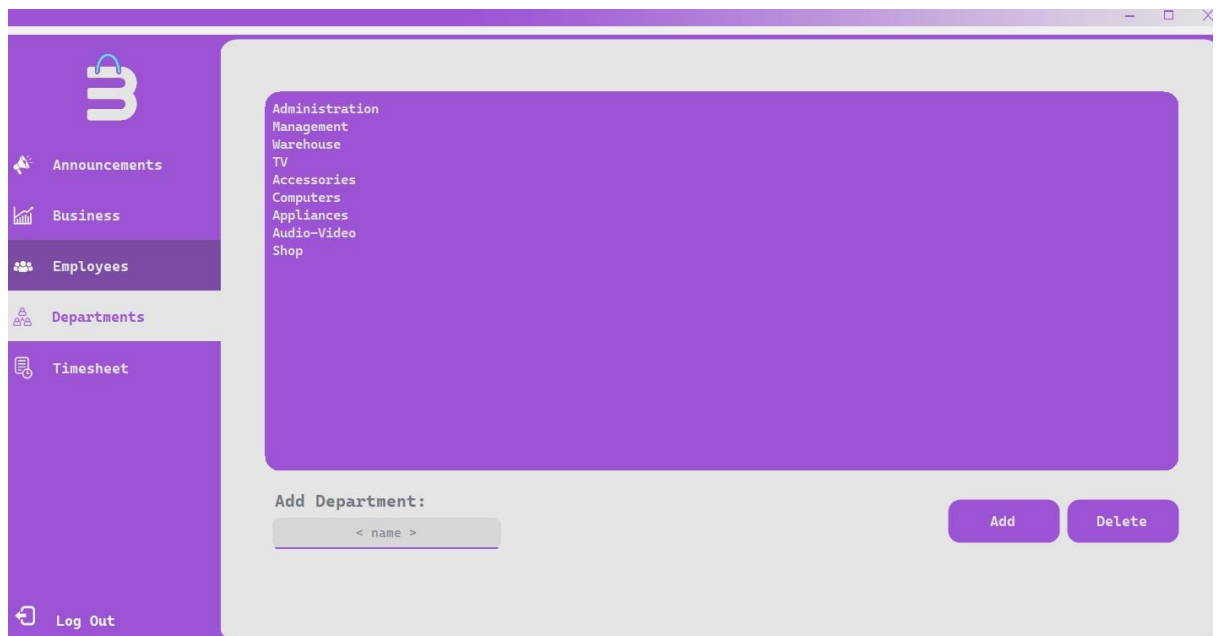 Announcements
Business
Employees
Departments
Timesheet
Log Out
Administration
Management
Warehouse
TV
Accessories
Computers
Appliances
Audio-Video
Shop
Add Department:
< name >
Add
Delete